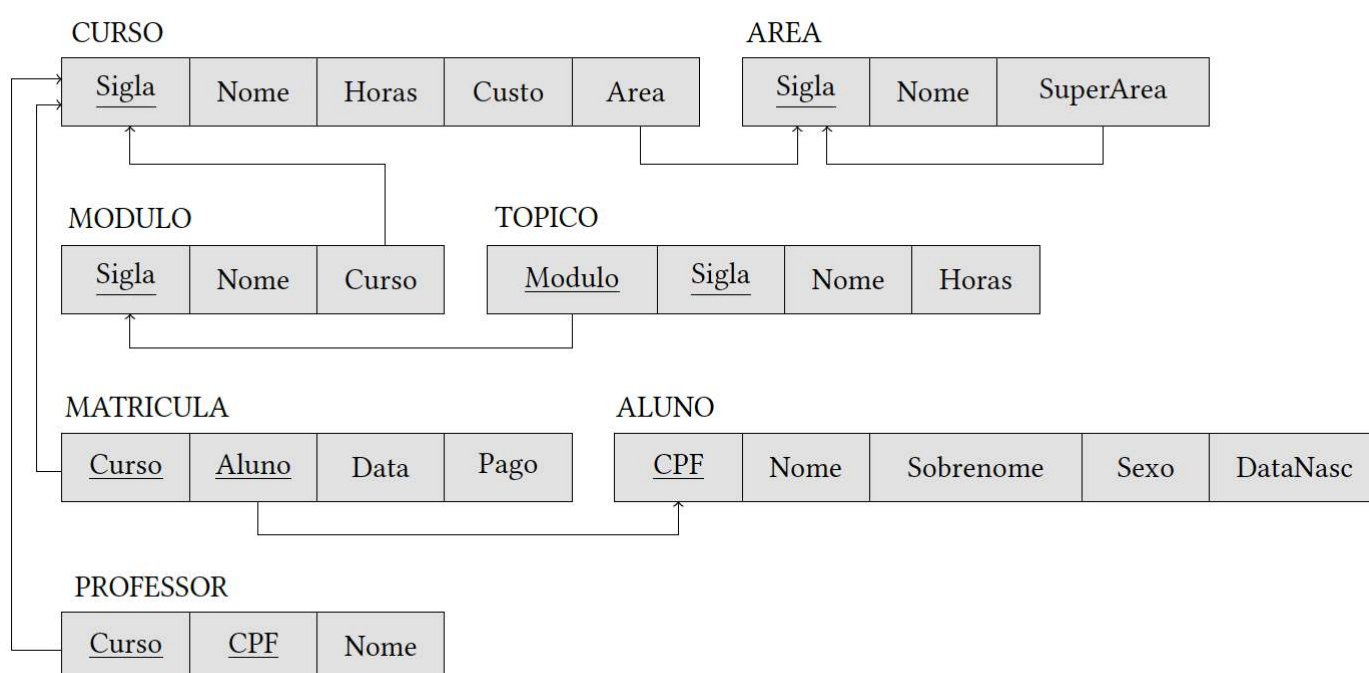 CURSO
Sigla Nome Horas Custo Area
AREA
Sigla Nome SuperArea
MODULO
Sigla Nome Curso
TOPICO
Modulo Sigla Nome Horas
MATRICULA
Curso Aluno Data Pago
ALUNO
CPF Nome Sobrenome Sexo DataNasc
PROFESSOR
Curso CPF Nome